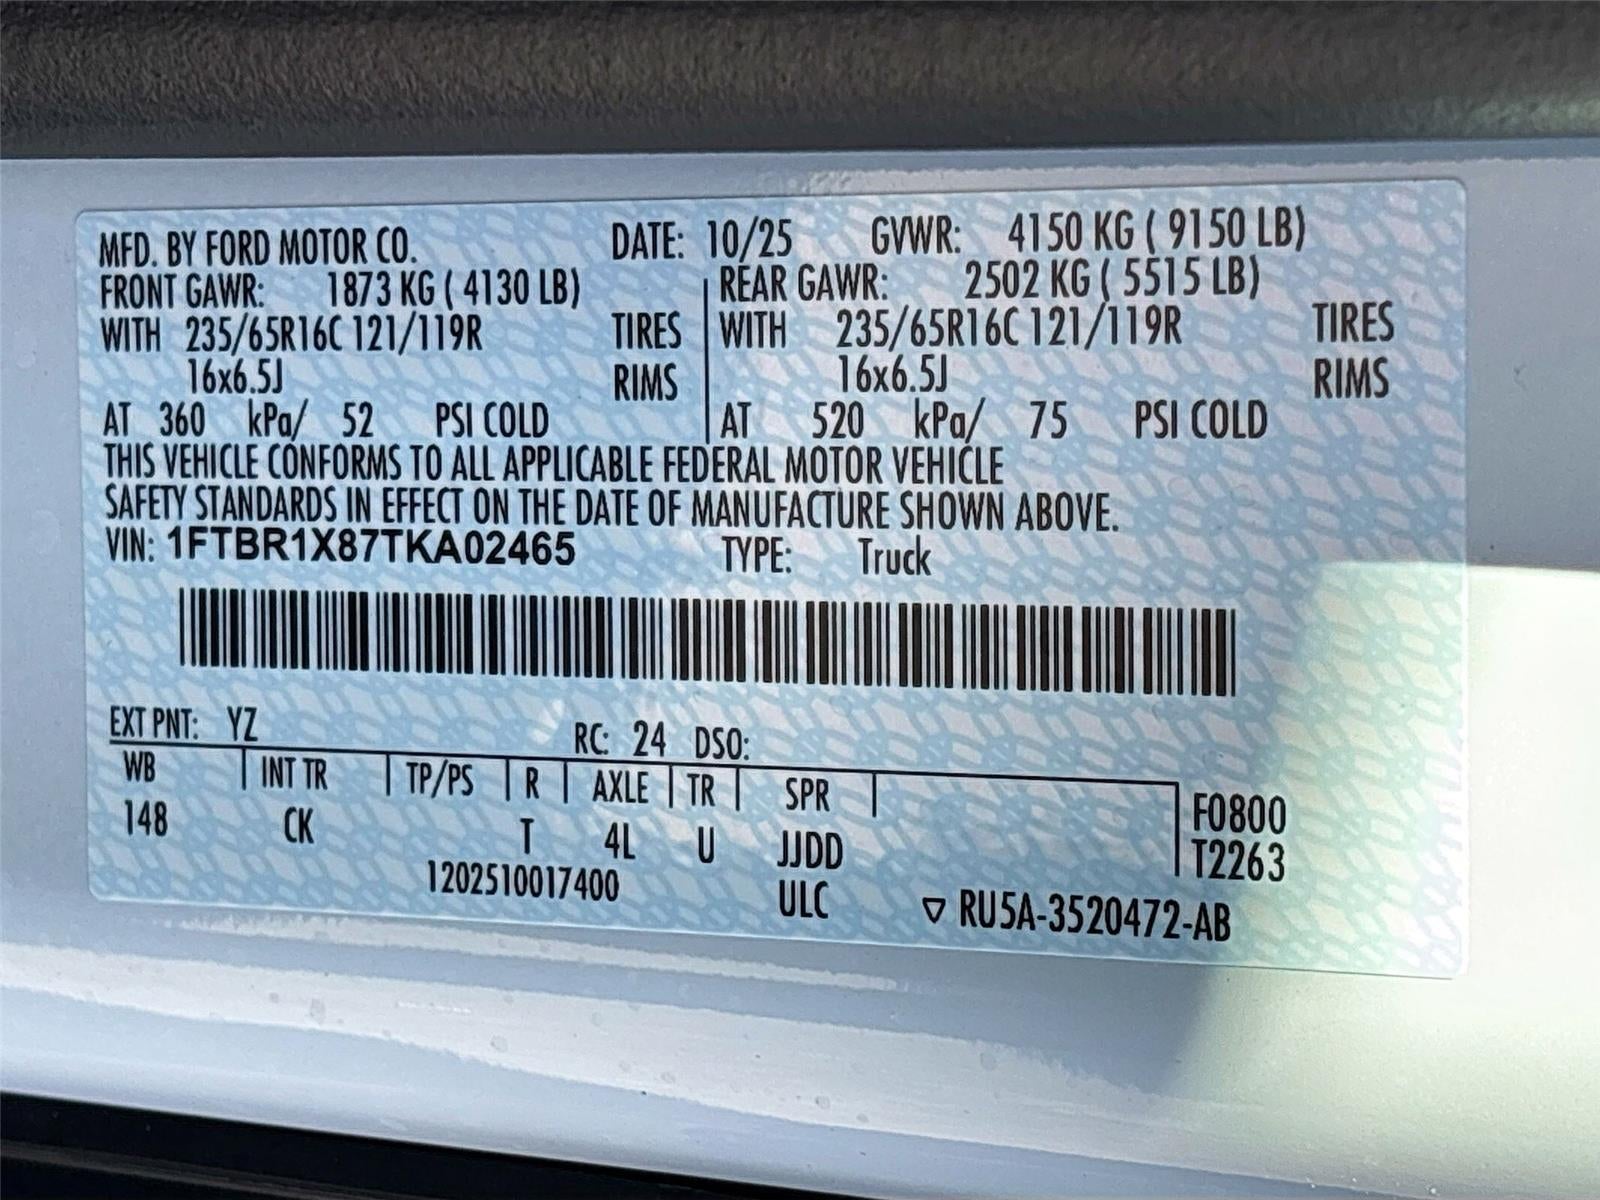 MFD. BY FORD MOTOR CO. DATE: 10/25 GVWR: 4150 KG ( 9150 LB)
FRONT GAWR: 1873 KG ( 4130 LB) REAR GAWR: 2502 KG ( 5515 LB)
WITH 235/65R16C 121/119R TIRES WITH 235/65R16C 121/119R TIRES
16x6.5J RIMS 16x6.5J RIMS
AT 360 kPa/ 52 PSI COLD AT 520 kPa/ 75 PSI COLD
THIS VEHICLE CONFORMS TO ALL APPLICABLE FEDERAL MOTOR VEHICLE
SAFETY STANDARDS IN EFFECT ON THE DATE OF MANUFACTURE SHOWN ABOVE.
VIN: 1FTBR1X87TKA02465 TYPE: Truck
EXT PNT: YZ RC: 24 DSO:
WB INT TR TP/PS R AXLE TR SPR F0800
148 CK T 4L U JJDD T2263
1202510017400 ULC ▽ RU5A-3520472-AB